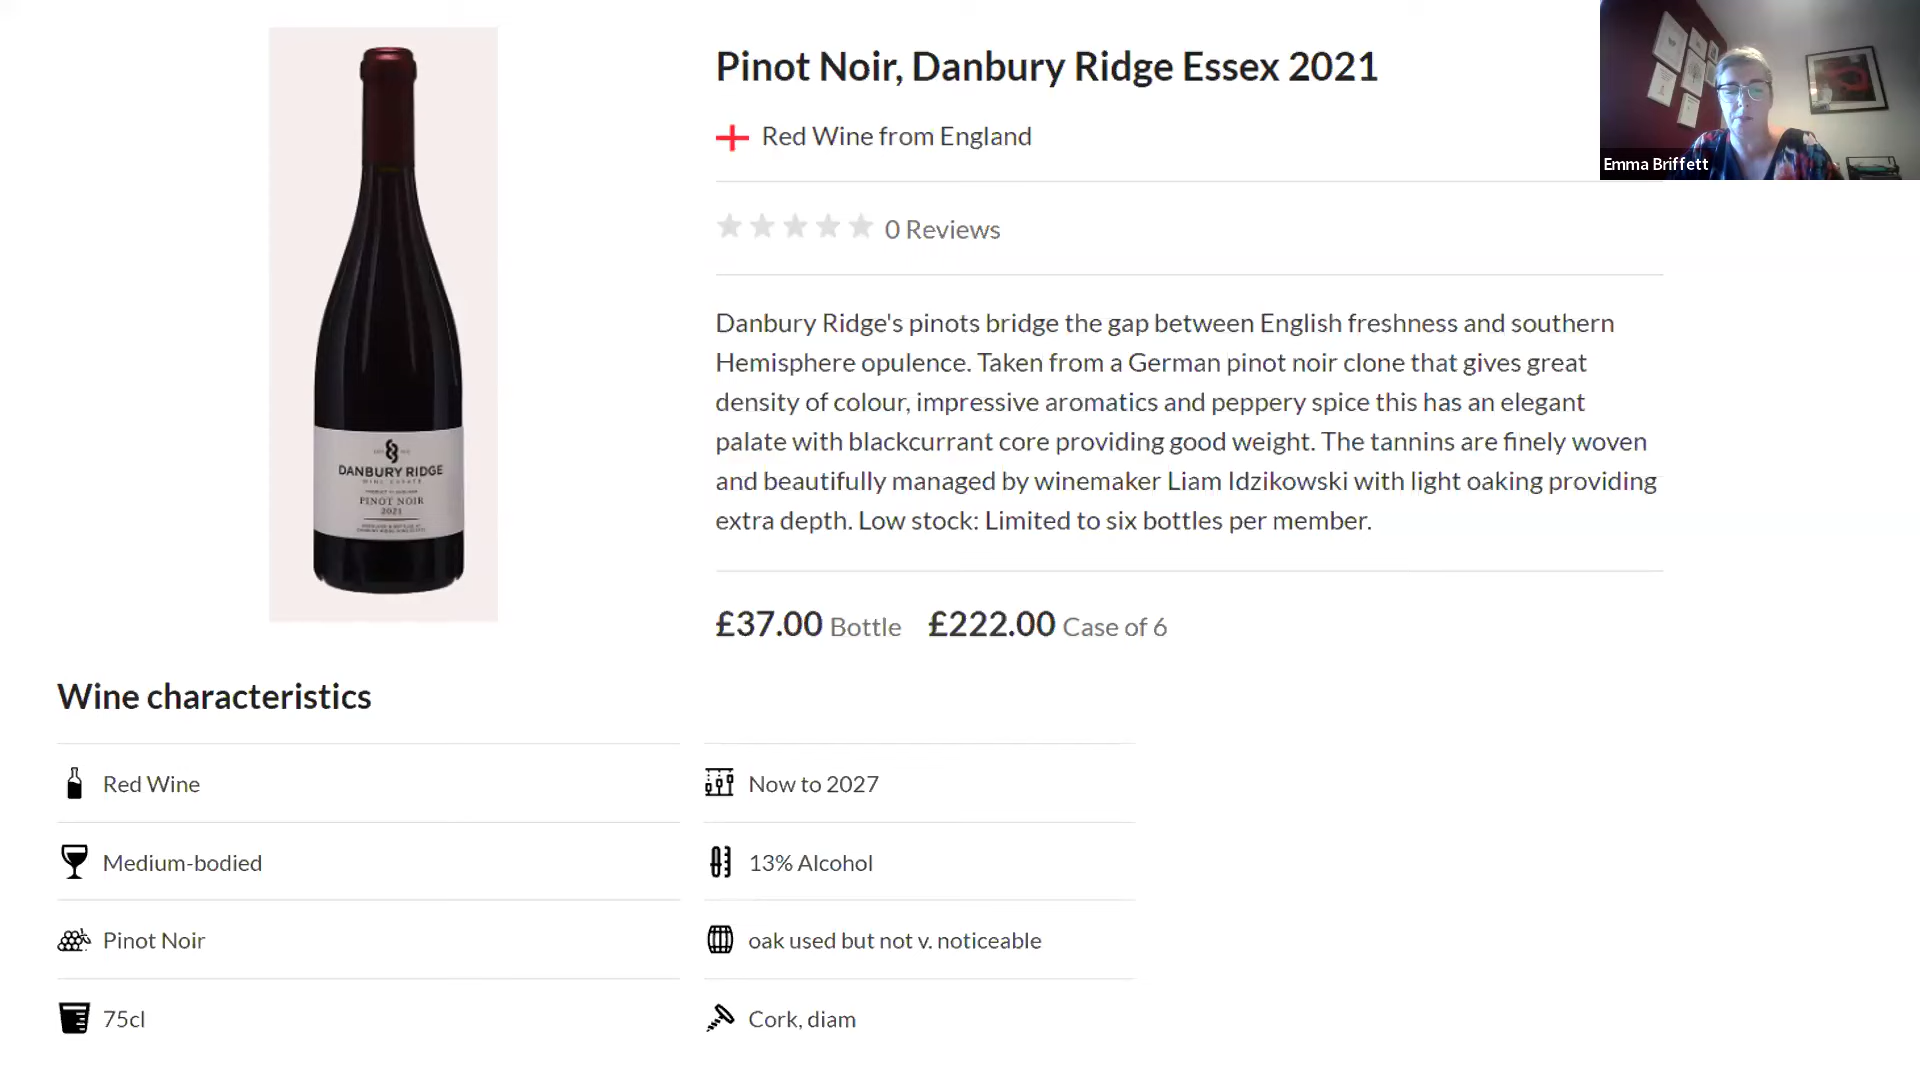 Pinot Noir, Danbury Ridge Essex 2021
Red Wine from England
Emma Briffett
0 Reviews
Danbury Ridge's pinots bridge the gap between English freshness and southern
Hemisphere opulence. Taken from a German pinot noir clone that gives great
density of colour, impressive aromatics and peppery spice this has an elegant
palate with blackcurrant core providing good weight. The tannins are finely woven
and beautifully managed by winemaker Liam Idzikowski with light oaking providing
extra depth. Low stock: Limited to six bottles per member.
£37.00 Bottle £222.00 Case of 6
DANBURY RIDGE
WINE ESTATE
PINOT NOIR
2021
Wine characteristics
Red Wine
Now to 2027
Medium-bodied
13% Alcohol
Pinot Noir
oak used but not v. noticeable
75cl
Cork, diam